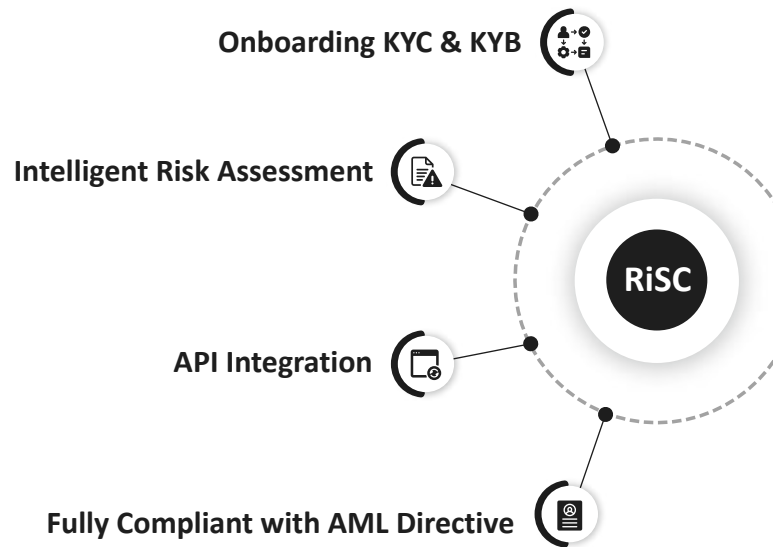 Onboarding KYC & KYB
Intelligent Risk Assessment
RiSC
API Integration
Fully Compliant with AML Directive